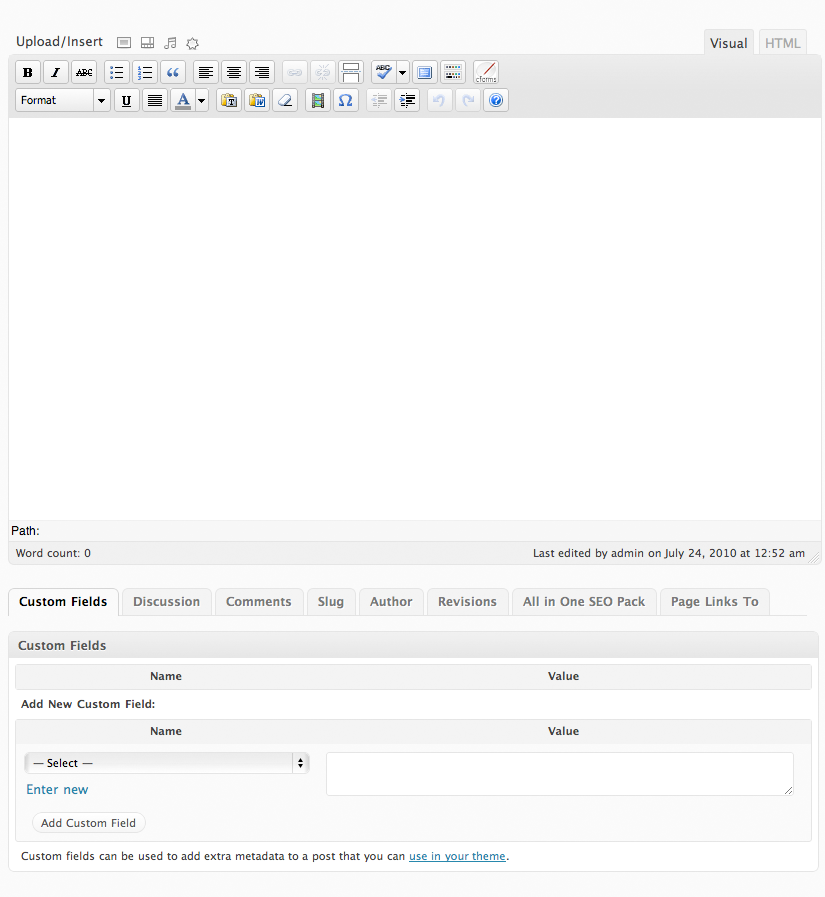 Upload/Insert
Visual HTML
B I ABC ABC cforms
Format U A T W Ω ?
Path:
Word count: 0 Last edited by admin on July 24, 2010 at 12:52 am
Custom Fields Discussion Comments Slug Author Revisions All in One SEO Pack Page Links To
Custom Fields
Name Value
Add New Custom Field:
Name Value
— Select —
Enter new
Add Custom Field
Custom fields can be used to add extra metadata to a post that you can use in your theme.